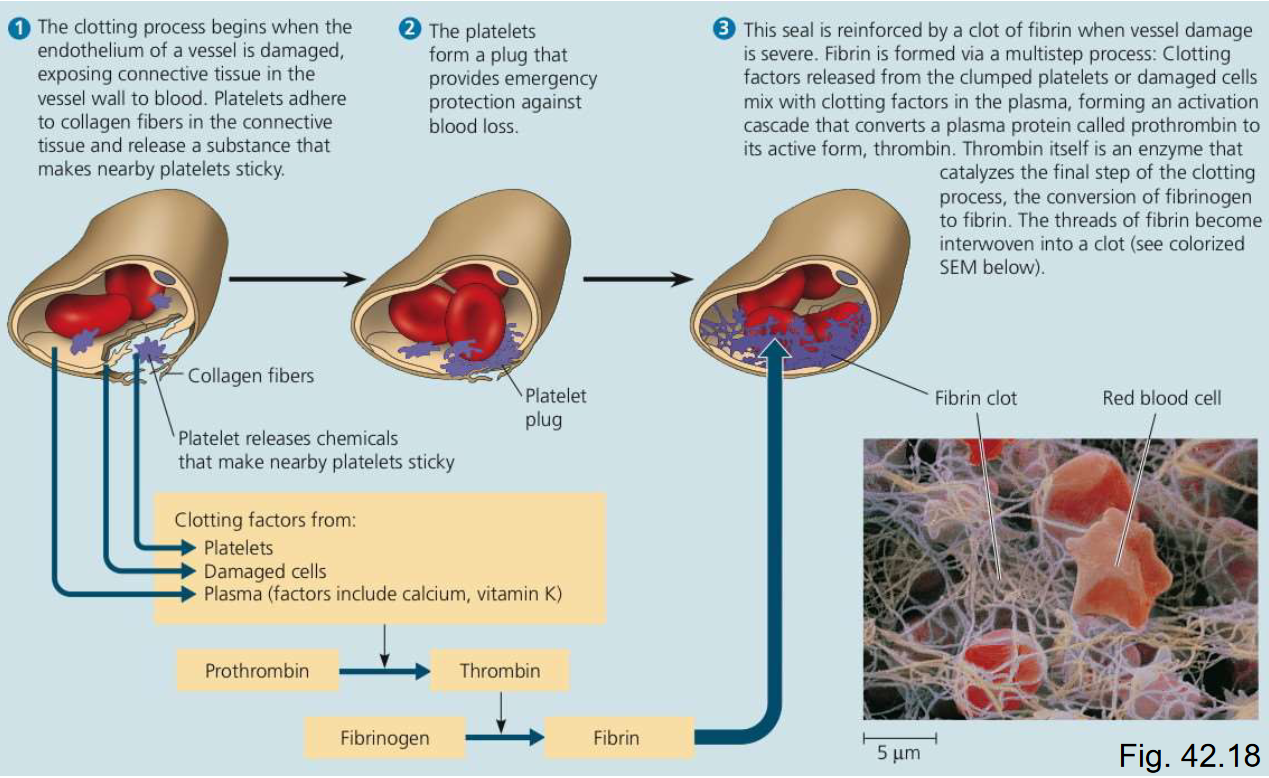 1 The clotting process begins when the
endothelium of a vessel is damaged,
exposing connective tissue in the
vessel wall to blood. Platelets adhere
to collagen fibers in the connective
tissue and release a substance that
makes nearby platelets sticky.
2 The platelets
form a plug that
provides emergency
protection against
blood loss.
3 This seal is reinforced by a clot of fibrin when vessel damage
is severe. Fibrin is formed via a multistep process: Clotting
factors released from the clumped platelets or damaged cells
mix with clotting factors in the plasma, forming an activation
cascade that converts a plasma protein called prothrombin to
its active form, thrombin. Thrombin itself is an enzyme that
catalyzes the final step of the clotting
process, the conversion of fibrinogen
to fibrin. The threads of fibrin become
interwoven into a clot (see colorized
SEM below).
Collagen fibers
Platelet releases chemicals
that make nearby platelets sticky
Platelet
plug
Fibrin clot
Red blood cell
Clotting factors from:
Platelets
Damaged cells
Plasma (factors include calcium, vitamin K)
Prothrombin
Thrombin
Fibrinogen
Fibrin
5 µm
Fig. 42.18